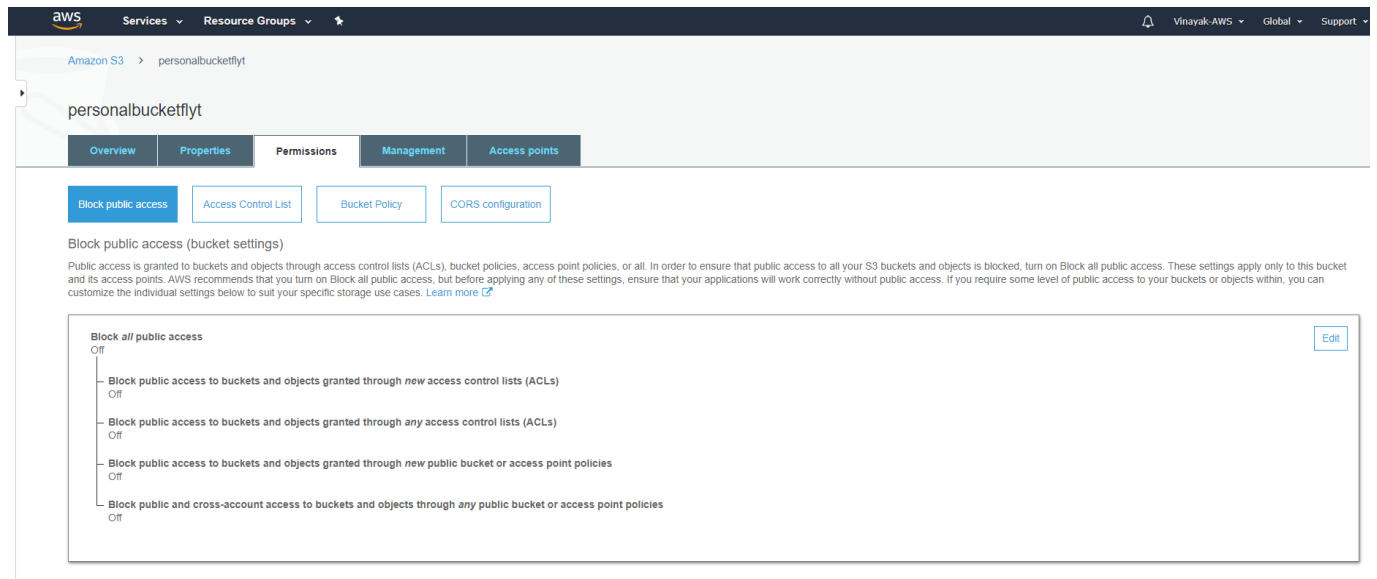 aws Services Resource Groups Vinayak-AWS Global Support
Amazon S3 > personalbucketflyt
personalbucketflyt
Overview Properties Permissions Management Access points
Block public access Access Control List Bucket Policy CORS configuration
Block public access (bucket settings)
Public access is granted to buckets and objects through access control lists (ACLs), bucket policies, access point policies, or all. In order to ensure that public access to all your S3 buckets and objects is blocked, turn on Block all public access. These settings apply only to this bucket
and its access points. AWS recommends that you turn on Block all public access, but before applying any of these settings, ensure that your applications will work correctly without public access. If you require some level of public access to your buckets or objects within, you can
customize the individual settings below to suit your specific storage use cases. Learn more
Block all public access
Edit
Off
Block public access to buckets and objects granted through new access control lists (ACLs)
Off
Block public access to buckets and objects granted through any access control lists (ACLs)
Off
Block public access to buckets and objects granted through new public bucket or access point policies
Off
Block public and cross-account access to buckets and objects through any public bucket or access point policies
Off